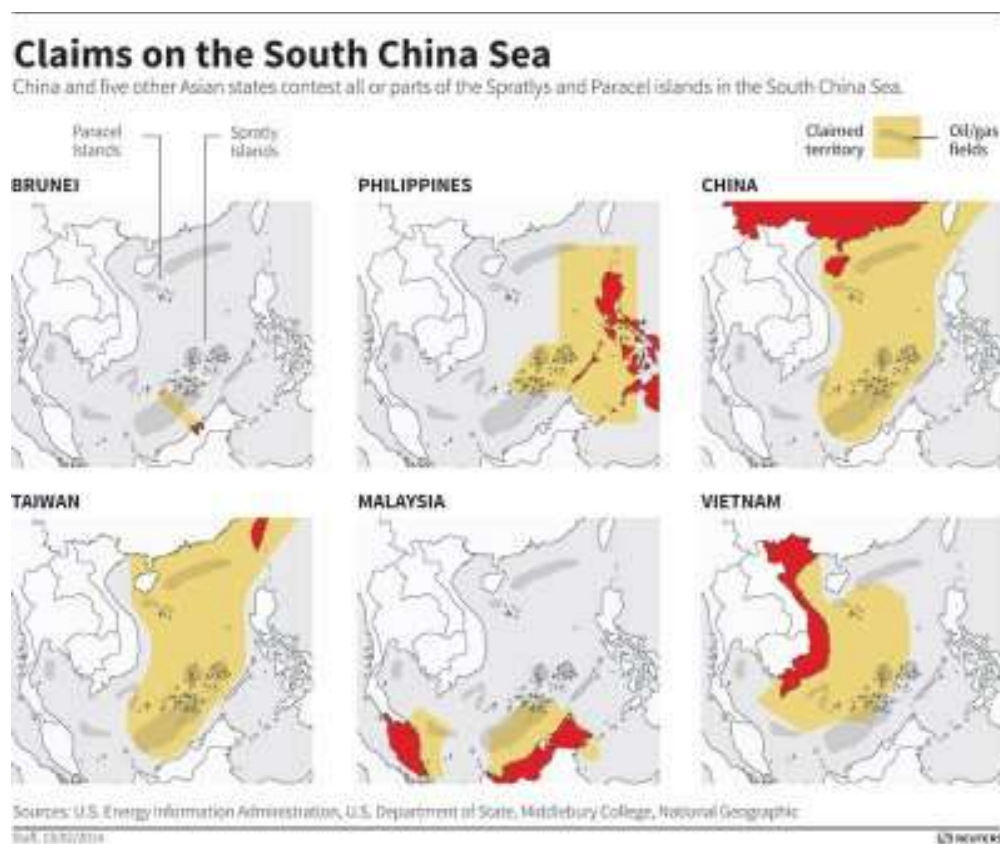 Claims on the South China Sea
China and five other Asian states contest all or parts of the Spratlys and Paracel islands in the South China Sea.
Paracel
Islands
Spratly
Islands
Claimed
territory
Oil/gas
fields
BRUNEI
PHILIPPINES
CHINA
TAIWAN
MALAYSIA
VIETNAM
Sources: U.S. Energy Information Administration, U.S. Department of State, Middlebury College, National Geographic
Staff,
REUTERS